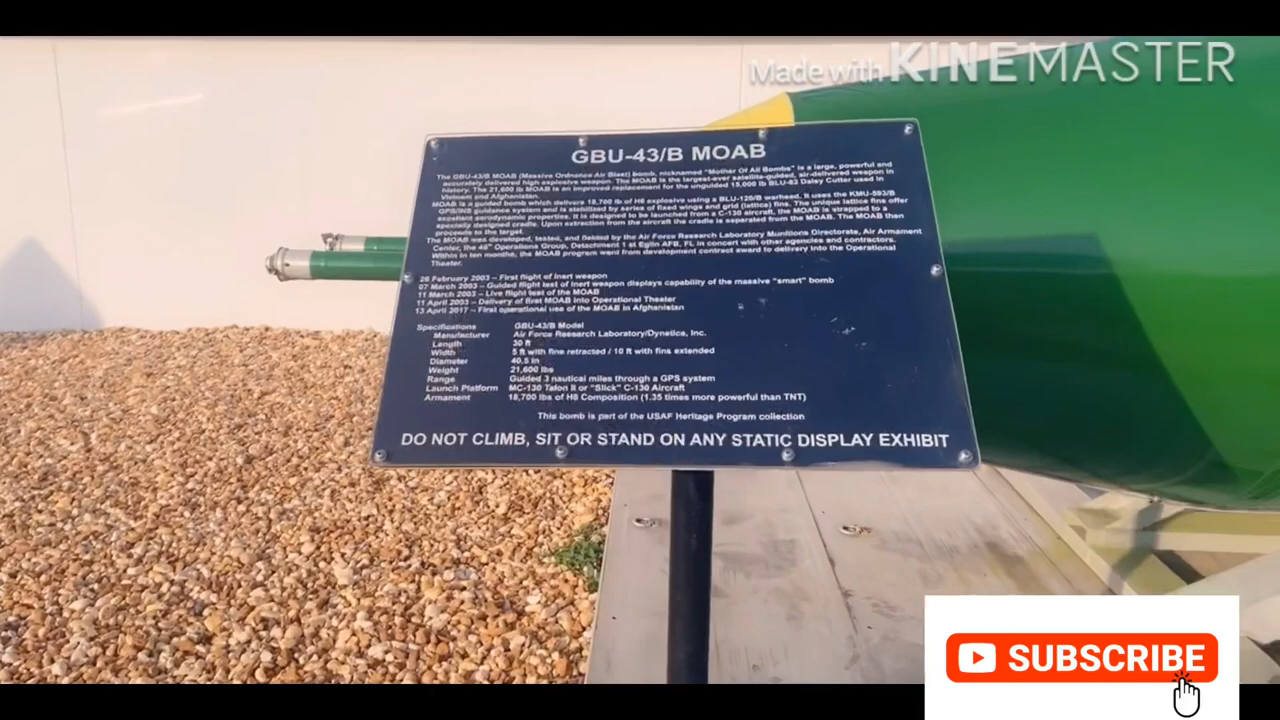 Made with KINEMASTER
GBU-43/B MOAB
The GBU-43/B MOAB (Massive Ordnance Air Blast) bomb, nicknamed "Mother Of All Bombs" is a large, powerful and
accurately delivered high explosive weapon. The MOAB is the largest-ever satellite-guided, air-delivered weapon in
history. The 21,600 lb MOAB is an improved replacement for the unguided 15,000 lb BLU-82 Daisy Cutter used in
Vietnam and Afghanistan.
MOAB is a guided bomb which delivers 18,700 lb of H6 explosive using a BLU-120/B warhead. It uses the KMU-593/B
GPS/INS guidance system and is stabilized by series of fixed wings and grid (lattice) fins. The unique lattice fins offer
excellent aerodynamic properties. It is designed to be launched from a C-130 aircraft, the MOAB is strapped to a
specially designed cradle. Upon extraction from the aircraft the cradle is separated from the MOAB. The MOAB then
proceeds to the target.
The MOAB was developed, tested, and fielded by the Air Force Research Laboratory Munitions Directorate, Air Armament
Center, the 46th Operations Group, Detachment 1 at Eglin AFB, FL in concert with other agencies and contractors.
Within in ten months, the MOAB program went from development contract award to delivery into the Operational
Theater.
26 February 2003 – First flight of inert weapon
07 March 2003 – Guided flight test of inert weapon displays capability of the massive "smart" bomb
11 March 2003 – Live flight test of the MOAB
11 April 2003 – Delivery of first MOAB into Operational Theater
13 April 2017 – First operational use of the MOAB in Afghanistan
Specifications GBU-43/B Model
Manufacturer Air Force Research Laboratory/Dynetics, Inc.
Length 30 ft
Width 5 ft with fins retracted / 10 ft with fins extended
Diameter 40.5 in
Weight 21,600 lbs
Range Guided 3 nautical miles through a GPS system
Launch Platform MC-130 Talon II or "Slick" C-130 Aircraft
Armament 18,700 lbs of H6 Composition (1.35 times more powerful than TNT)
This bomb is part of the USAF Heritage Program collection
DO NOT CLIMB, SIT OR STAND ON ANY STATIC DISPLAY EXHIBIT
SUBSCRIBE